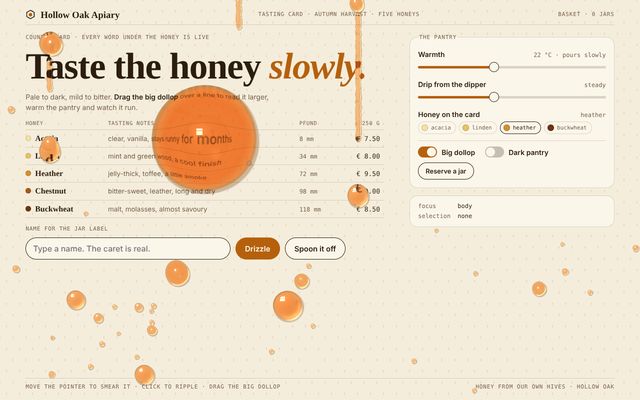 Hollow Oak Apiary
TASTING CARD · AUTUMN HARVEST · FIVE HONEYS
BASKET · 0 JARS
CARD · EVERY WORD UNDER THE HONEY IS LIVE
Taste the honey slowly.
Pale to dark, mild to bitter. Drag the big dollop over a line to read it larger,
warm the pantry and watch it run.
HONEY TASTING NOTES PFUND 250 G
clear, vanilla, stays runny for months 8 mm € 7.50
mint and green wood, a cool finish 34 mm € 8.00
Heather jelly-thick, toffee, a little smoke 72 mm € 9.50
Chestnut bitter-sweet, leather, long and dry 98 mm
Buckwheat malt, molasses, almost savoury 118 mm € 8.50
NAME FOR THE JAR LABEL
Type a name. The caret is real.
Drizzle
Spoon it off
THE PANTRY
Warmth 22 °C · pours slowly
Drip from the dipper steady
Honey on the card heather
acacia linden heather buckwheat
Big dollop Dark pantry
Reserve a jar
focus body
selection none
MOVE THE POINTER TO SMEAR IT · CLICK TO RIPPLE · DRAG THE BIG DOLLOP
HONEY FROM OUR OWN HIVES · HOLLOW OAK